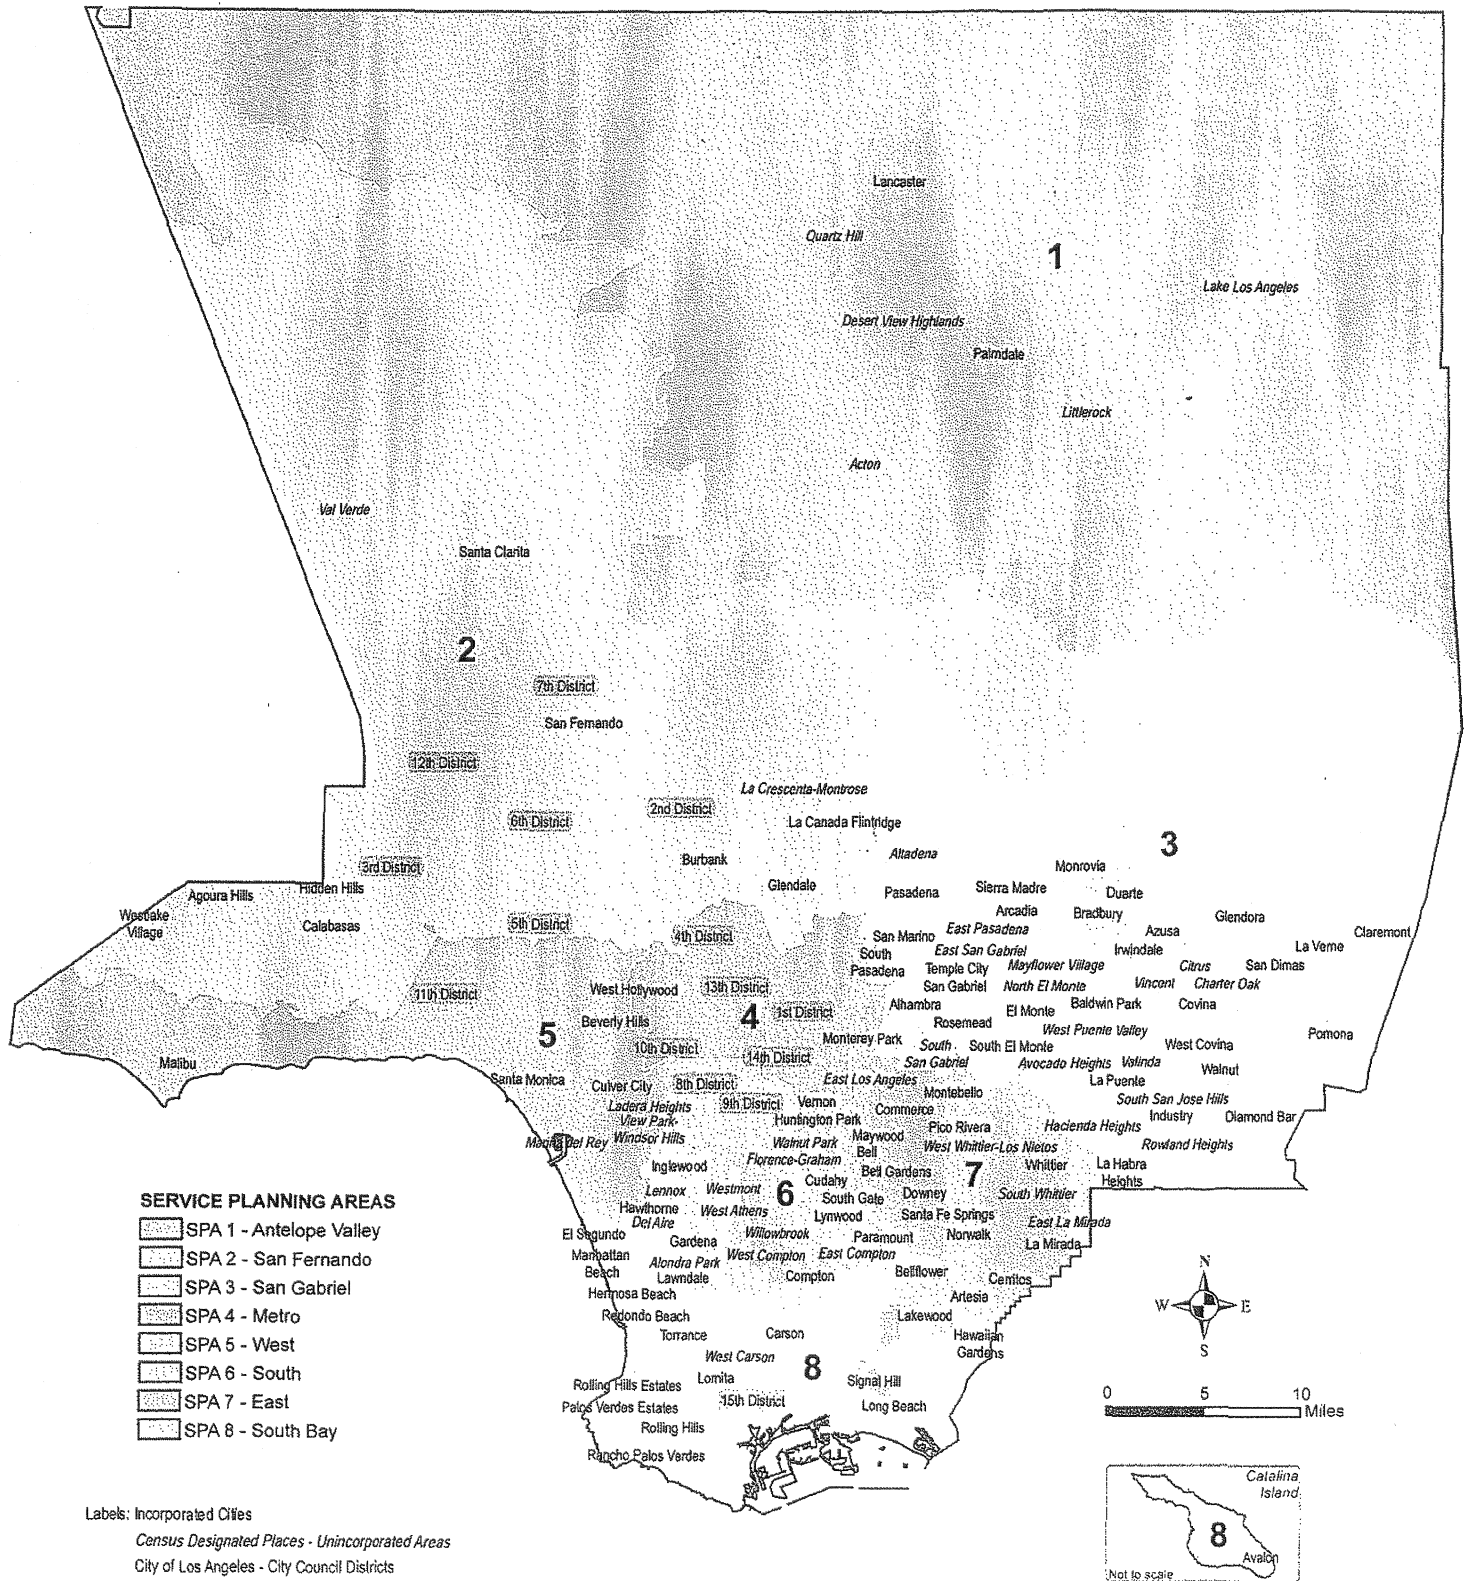 Lancaster
Quartz Hill
1
Lake Los Angeles
Desert View Highlands
Palmdale
Littlerock
Acton
Val Verde
Santa Clarita
2
7th District
San Fernando
12th District
La Crescenta-Montrose
2nd District
6th District
La Canada Flintridge
3
Altadena
Burbank
3rd District
Monrovia
Glendale
Sierra Madre
Hidden Hills
Agoura Hills
Pasadena
Duarte
Arcadia
Bradbury
Westlake
Village
Glendora
5th District
Calabasas
East Pasadena
Azusa
Claremont
4th District
San Marino
La Verne
East San Gabriel
Irwindale
South
Pasadena
Temple City
Mayflower Village
Citrus
San Dimas
San Gabriel
North El Monte
Vincent
Charter Oak
11th District
West Hollywood
13th District
Alhambra
Baldwin Park
Covina
1st District
El Monte
4
Beverly Hills
Rosemead
West Puente Valley
5
Pomona
Monterey Park
South
San Gabriel
South El Monte
West Covina
10th District
14th District
Malibu
Avocado Heights
Valinda
Walnut
Santa Monica
Culver City
8th District
East Los Angeles
La Puente
Montebello
South San Jose Hills
9th District
Vernon
Ladera Heights
Commerce
View Park-
Windsor Hills
Huntington Park
Industry
Diamond Bar
Pico Rivera
Hacienda Heights
Marina del Rey
Walnut Park
Maywood
West Whittier-Los Nietos
Rowland Heights
Florence-Graham
Bell
Inglewood
Bell Gardens
7
Whittier
La Habra
Heights
Lennox
Westmont
6
Cudahy
South Gate
Downey
South Whittier
Hawthorne
West Athens
Lynwood
Santa Fe Springs
Del Aire
East La Mirada
El Segundo
Gardena
Willowbrook
Paramount
Norwalk
La Mirada
Manhattan
Beach
Alondra Park
West Compton
East Compton
Lawndale
Compton
Bellflower
Cerritos
Hermosa Beach
Artesia
Redondo Beach
Lakewood
Torrance
Carson
Hawaiian
Gardens
West Carson
8
Lomita
Rolling Hills Estates
Signal Hill
15th District
Palos Verdes Estates
Long Beach
Rolling Hills
Rancho Palos Verdes
SERVICE PLANNING AREAS
SPA 1 - Antelope Valley
SPA 2 - San Fernando
SPA 3 - San Gabriel
SPA 4 - Metro
SPA 5 - West
SPA 6 - South
SPA 7 - East
SPA 8 - South Bay
Labels: Incorporated Cities
Census Designated Places - Unincorporated Areas
City of Los Angeles - City Council Districts
N
W E
S
0 5 10
Miles
Catalina
Island
8
Avalon
Not to scale